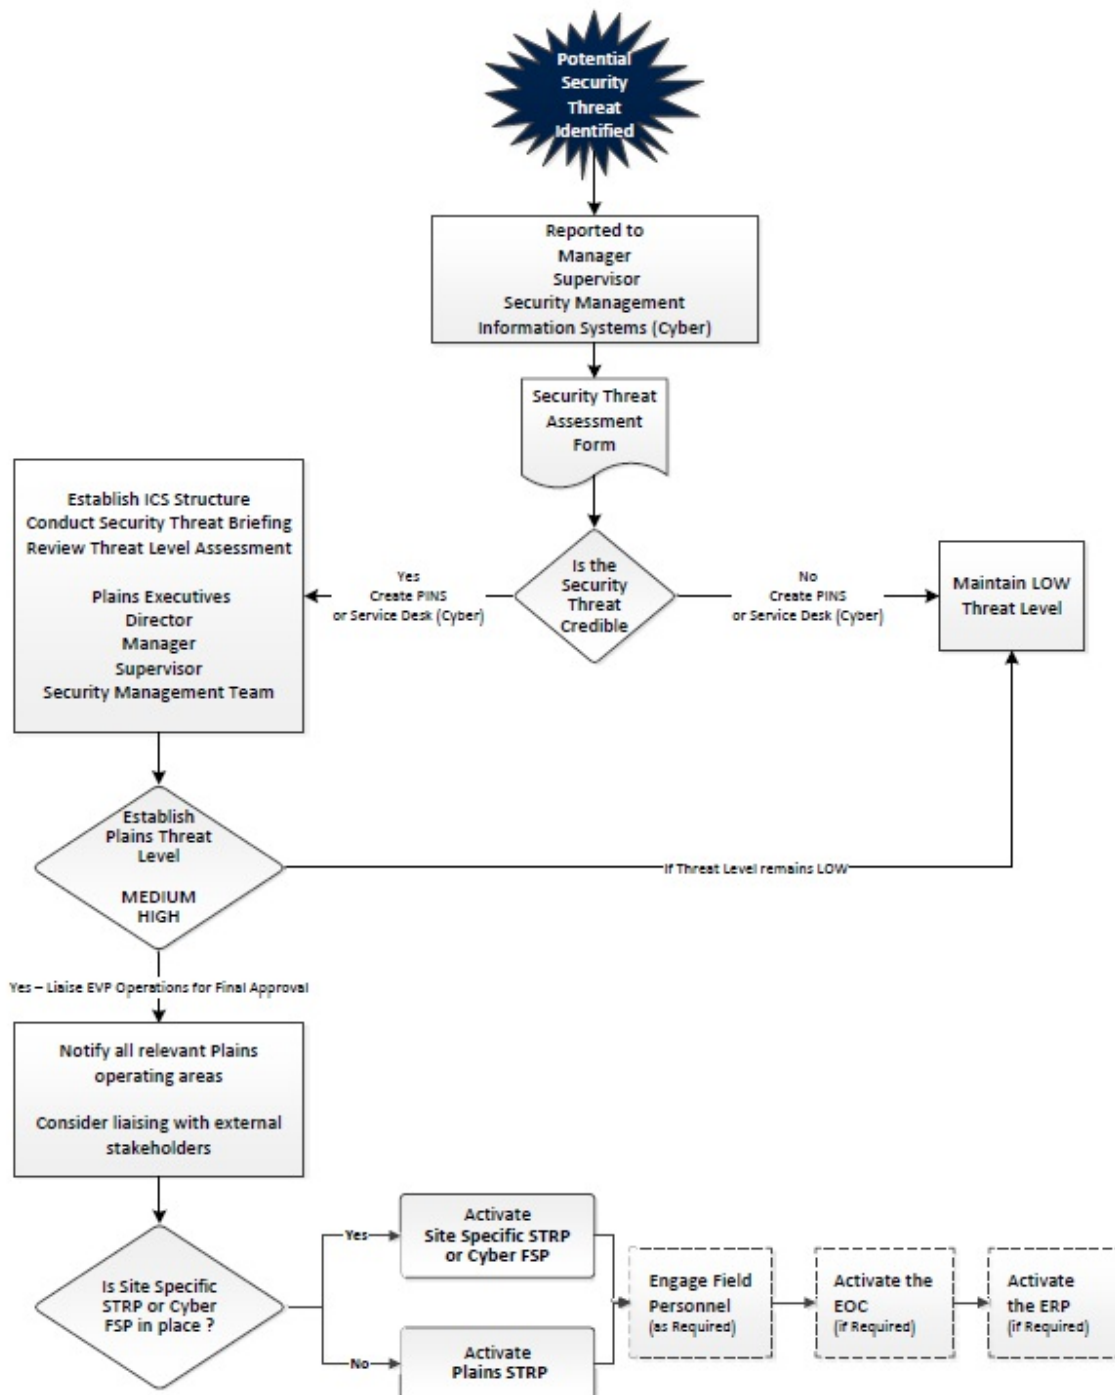 Potential
Security
Threat
Identified
Reported to
Manager
Supervisor
Security Management
Information Systems (Cyber)
Security Threat
Assessment
Form
Establish ICS Structure
Conduct Security Threat Briefing
Review Threat Level Assessment
Plains Executives
Director
Manager
Supervisor
Security Management Team
Yes
Create PINS
or Service Desk (Cyber)
Is the
Security
Threat
Credible
No
Create PINS
or Service Desk (Cyber)
Maintain LOW
Threat Level
Establish
Plains Threat
Level
MEDIUM
HIGH
If Threat Level remains LOW
Yes – Liaise EVP Operations for Final Approval
Notify all relevant Plains
operating areas
Consider liaising with external
stakeholders
Is Site Specific
STRP or Cyber
FSP in place ?
Yes
Activate
Site Specific STRP
or Cyber FSP
No
Activate
Plains STRP
Engage Field
Personnel
(as Required)
Activate the
EOC
(if Required)
Activate
the ERP
(if Required)